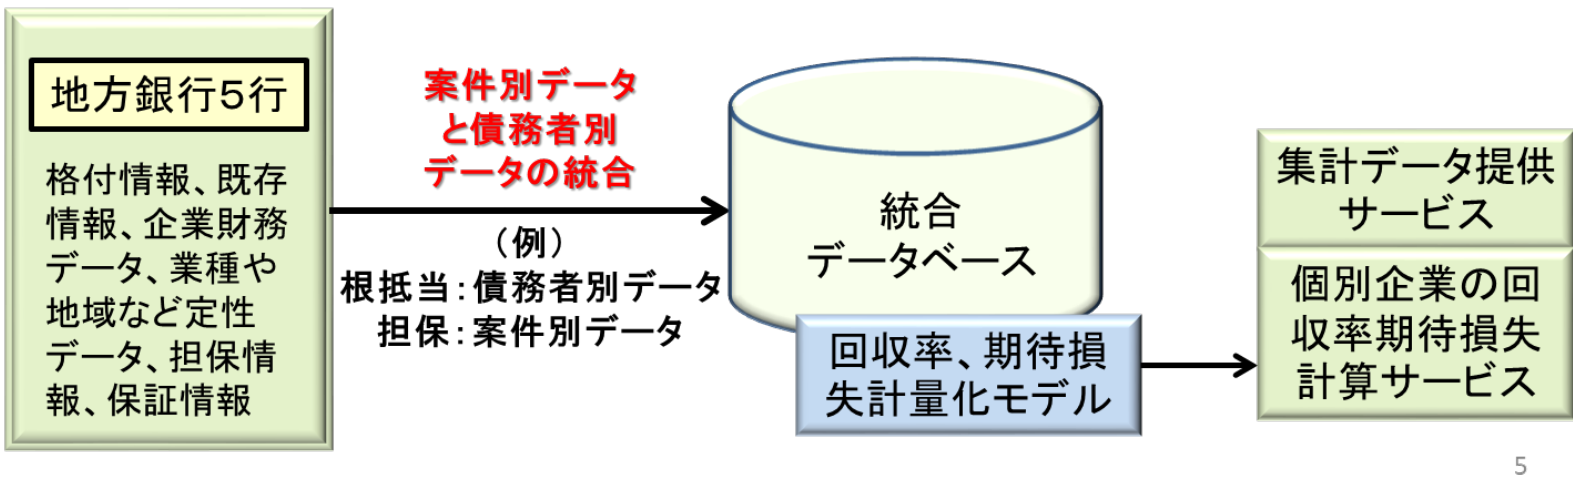 地方銀行5行
格付情報、既存
情報、企業財務
データ、業種や
地域など定性
データ、担保情
報、保証情報
案件別データ
と債務者別
データの統合
（例）
根抵当：債務者別データ
担保：案件別データ
統合
データベース
回収率、期待損
失計量化モデル
集計データ提供
サービス
個別企業の回
収率期待損失
計算サービス
5